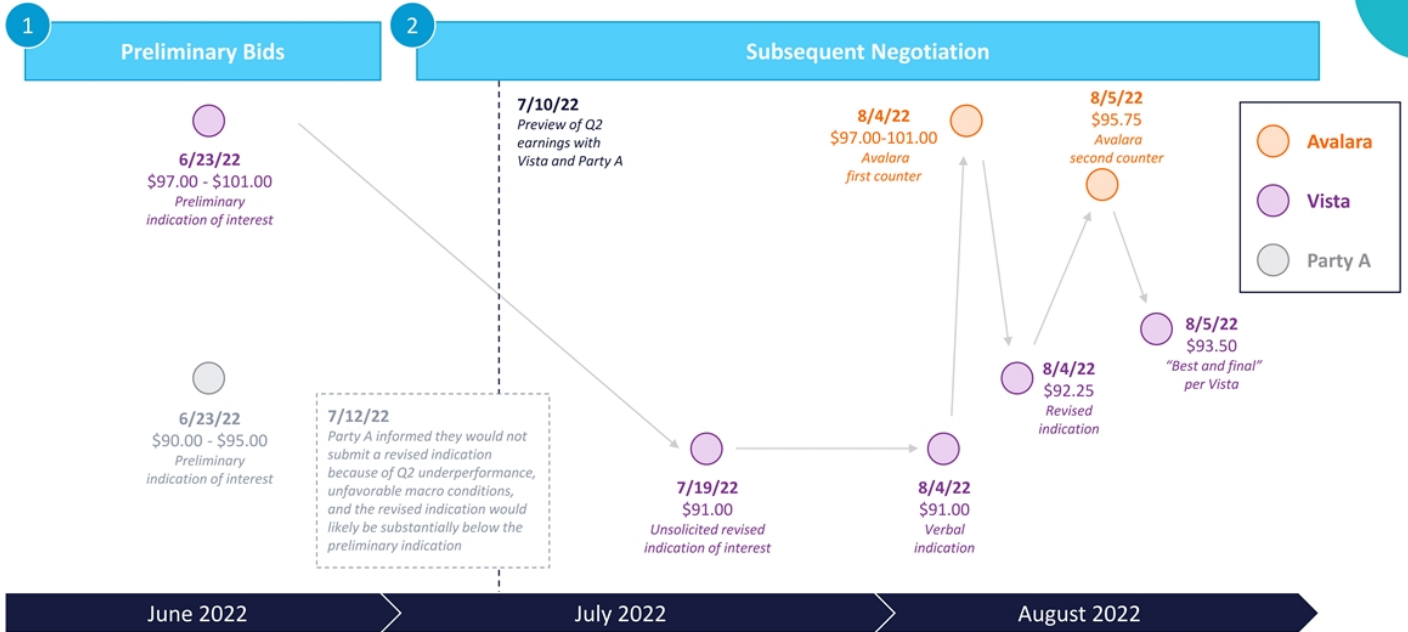 1
Preliminary Bids
2
Subsequent Negotiation
6/23/22
$97.00 - $101.00
Preliminary
indication of interest
6/23/22
$90.00 - $95.00
Preliminary
indication of interest
7/10/22
Preview of Q2
earnings with
Vista and Party A
7/12/22
Party A informed they would not
submit a revised indication
because of Q2 underperformance,
unfavorable macro conditions,
and the revised indication would
likely be substantially below the
preliminary indication
7/19/22
$91.00
Unsolicited revised
indication of interest
8/4/22
$91.00
Verbal
indication
8/4/22
$97.00-101.00
Avalara
first counter
8/4/22
$92.25
Revised
indication
8/5/22
$95.75
Avalara
second counter
8/5/22
$93.50
“Best and final”
per Vista
Avalara
Vista
Party A
June 2022
July 2022
August 2022